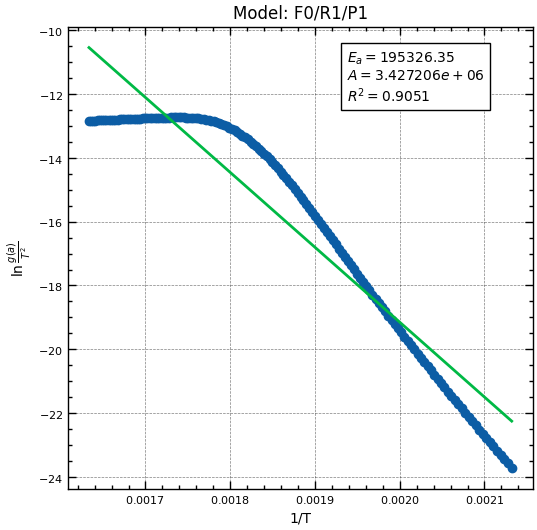 Model: F0/R1/P1
−10
−12
−14
−16
−18
−20
−22
−24
ln g(a)/T²
E_a = 195326.35
A = 3.427206e + 06
R² = 0.9051
0.0017 0.0018 0.0019 0.0020 0.0021
1/T